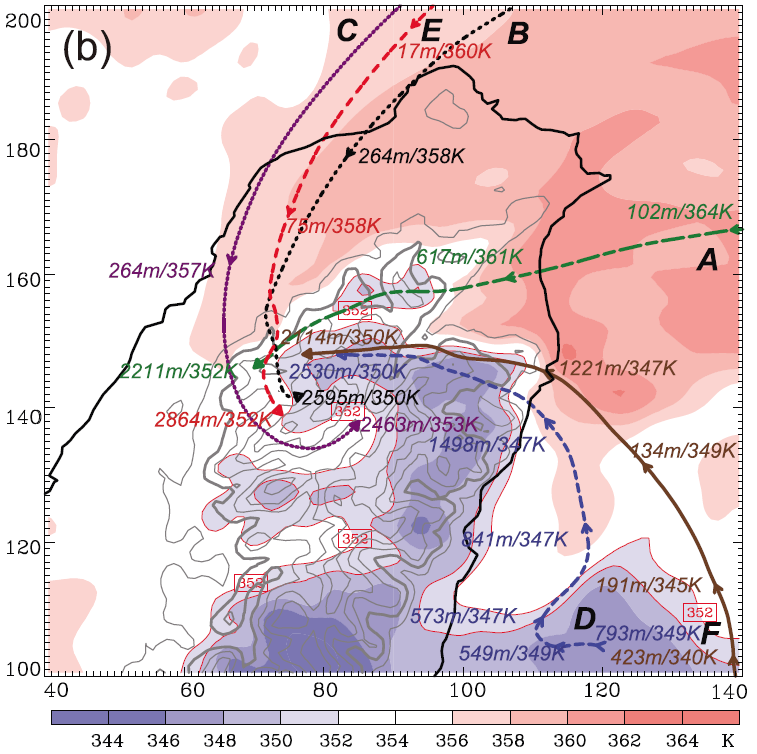 200
(b)
C
E
B
17m/360K
180
264m/358K
102m/364K
75m/358K
617m/361K
A
264m/357K
160
352
2114m/350K
2211m/352K
2530m/350K
1221m/347K
2595m/350K
140
2864m/352K
352
2463m/353K
1498m/347K
134m/349K
120
352
841m/347K
352
191m/345K
573m/347K
352
D
793m/349K
F
549m/349K
423m/340K
100
40 60 80 100 120 140
344 346 348 350 352 354 356 358 360 362 364 K